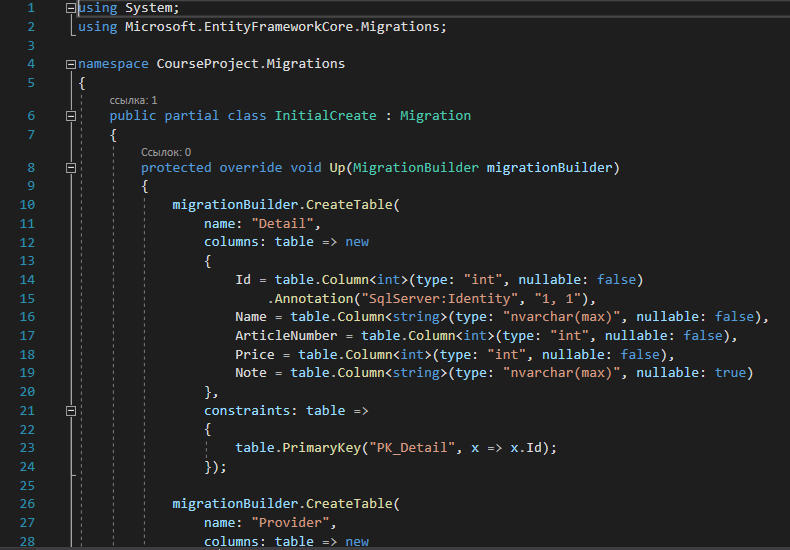 1 using System;
2 using Microsoft.EntityFrameworkCore.Migrations;
3
4 namespace CourseProject.Migrations
5 {
ссылка: 1
6 public partial class InitialCreate : Migration
7 {
Ссылок: 0
8 protected override void Up(MigrationBuilder migrationBuilder)
9 {
10 migrationBuilder.CreateTable(
11 name: "Detail",
12 columns: table => new
13 {
14 Id = table.Column<int>(type: "int", nullable: false)
15 .Annotation("SqlServer:Identity", "1, 1"),
16 Name = table.Column<string>(type: "nvarchar(max)", nullable: false),
17 ArticleNumber = table.Column<int>(type: "int", nullable: false),
18 Price = table.Column<int>(type: "int", nullable: false),
19 Note = table.Column<string>(type: "nvarchar(max)", nullable: true)
20 },
21 constraints: table =>
22 {
23 table.PrimaryKey("PK_Detail", x => x.Id);
24 });
25
26 migrationBuilder.CreateTable(
27 name: "Provider",
28 columns: table => new